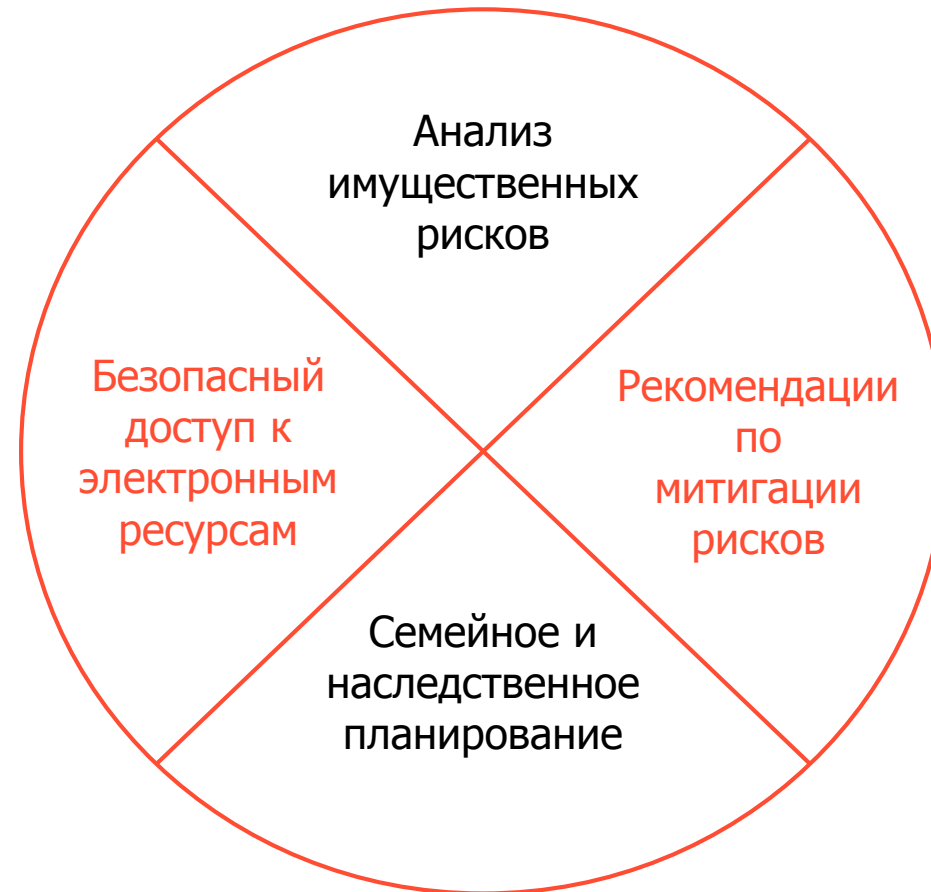 Анализ
имущественных
рисков
Безопасный
доступ к
электронным
ресурсам
Рекомендации
по
митигации
рисков
Семейное и
наследственное
планирование